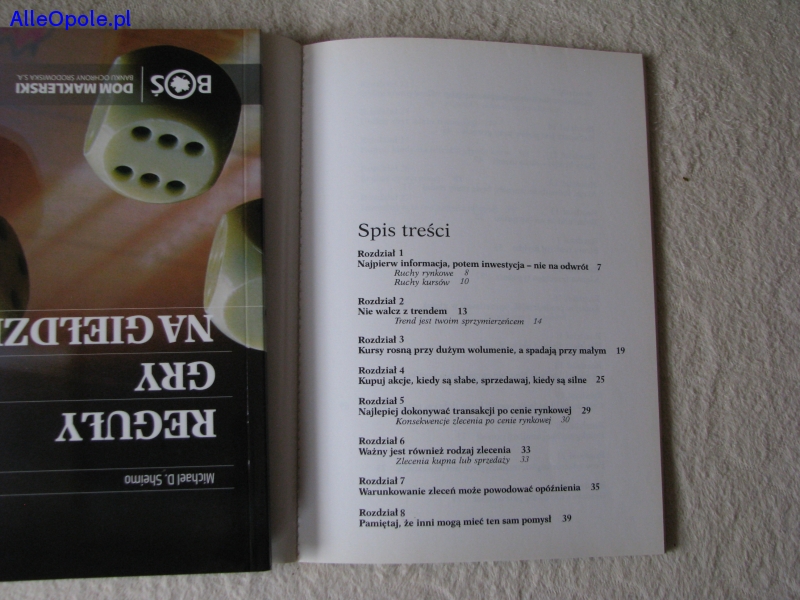 AlleOpole.pl
BOŚ
DOM MAKLERSKI
BANKU OCHRONY ŚRODOWISKA S.A.
NA GIEŁDZI
GRY
REGUŁY
Michael D. Sheimo
Spis treści
Rozdział 1
Najpierw informacja, potem inwestycja – nie na odwrót 7
Ruchy rynkowe 8
Ruchy kursów 10
Rozdział 2
Nie walcz z trendem 13
Trend jest twoim sprzymierzeńcem 14
Rozdział 3
Kursy rosną przy dużym wolumenie, a spadają przy małym 19
Rozdział 4
Kupuj akcje, kiedy są słabe, sprzedawaj, kiedy są silne 25
Rozdział 5
Najlepiej dokonywać transakcji po cenie rynkowej 29
Konsekwencje zlecenia po cenie rynkowej 30
Rozdział 6
Ważny jest również rodzaj zlecenia 33
Zlecenia kupna lub sprzedaży 33
Rozdział 7
Warunkowanie zleceń może powodować opóźnienia 35
Rozdział 8
Pamiętaj, że inni mogą mieć ten sam pomysł 39